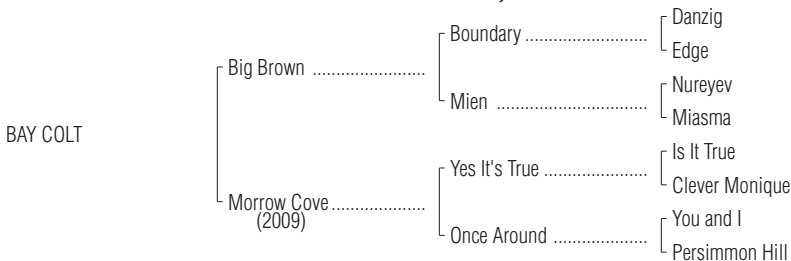 Danzig
Boundary ..........................
Edge
Big Brown ........................
Nureyev
Mien ................................
Miasma
BAY COLT
Is It True
Yes It's True ......................
Clever Monique
Morrow Cove....................
(2009)
You and I
Once Around ....................
Persimmon Hill